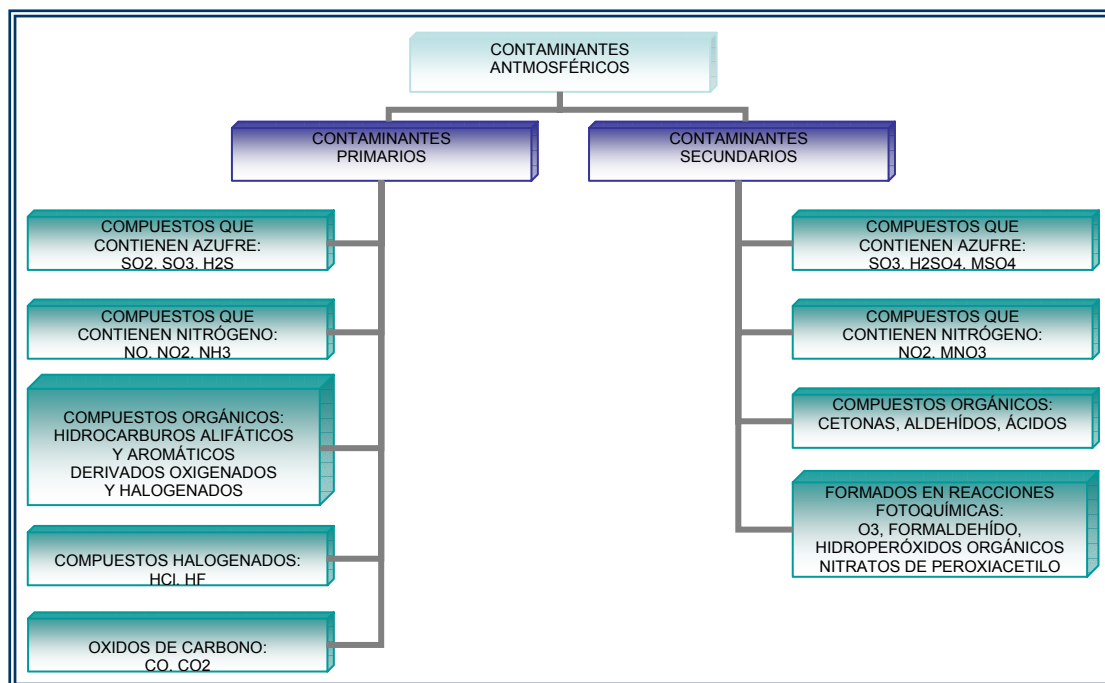 CONTAMINANTES
ANTMOSFÉRICOS
CONTAMINANTES
PRIMARIOS
COMPUESTOS QUE
CONTIENEN AZUFRE:
SO2, SO3, H2S
COMPUESTOS QUE
CONTIENEN NITRÓGENO:
NO, NO2, NH3
COMPUESTOS ORGÁNICOS:
HIDROCARBUROS ALIFÁTICOS
Y AROMÁTICOS
DERIVADOS OXIGENADOS
Y HALOGENADOS
COMPUESTOS HALOGENADOS:
HCl, HF
OXIDOS DE CARBONO:
CO, CO2
CONTAMINANTES
SECUNDARIOS
COMPUESTOS QUE
CONTIENEN AZUFRE:
SO3, H2SO4, MSO4
COMPUESTOS QUE
CONTIENEN NITRÓGENO:
NO2, MNO3
COMPUESTOS ORGÁNICOS:
CETONAS, ALDEHÍDOS, ÁCIDOS
FORMADOS EN REACCIONES
FOTOQUÍMICAS:
O3, FORMALDEHÍDO,
HIDROPERÓXIDOS ORGÁNICOS
NITRATOS DE PEROXIACETILO